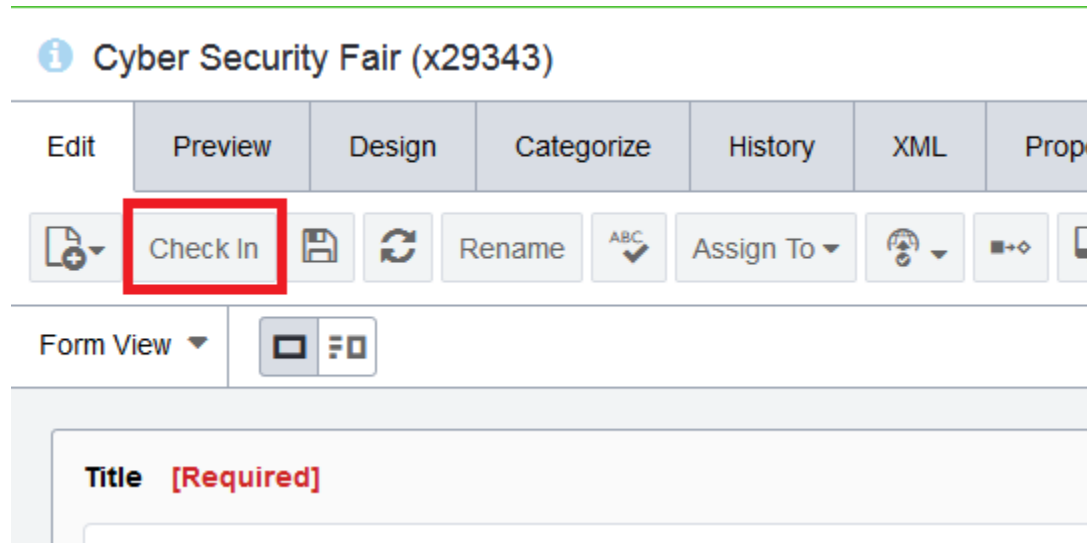 Cyber Security Fair (x29343)
Edit Preview Design Categorize History XML Prop
Check In Rename ABC Assign To
Form View
Title [Required]